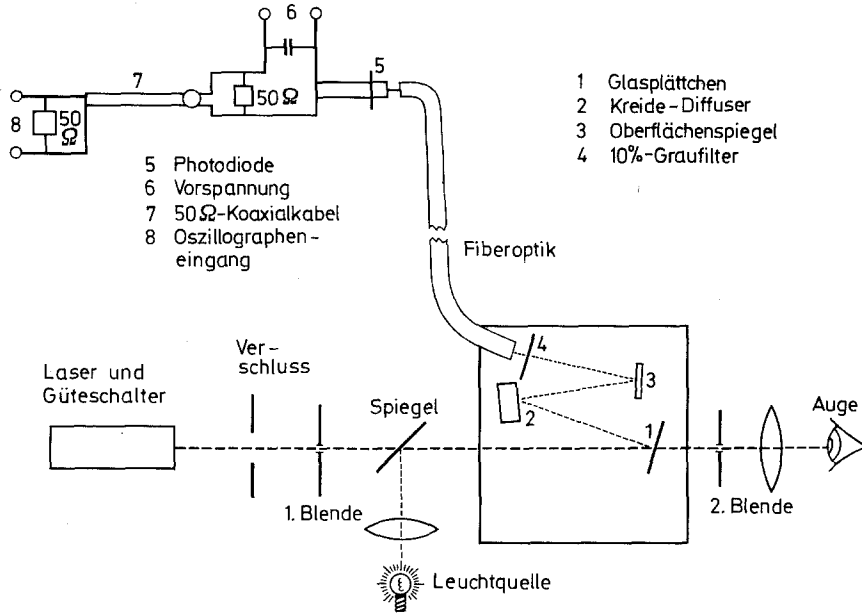 6
7
5
50 Ω
8
50
Ω
1 Glasplättchen
2 Kreide-Diffuser
3 Oberflächenspiegel
4 10%-Graufilter
5 Photodiode
6 Vorspannung
7 50Ω-Koaxialkabel
8 Oszillographen-
eingang
Fiberoptik
Ver-
schluss
4
3
2
1
Laser und
Güteschalter
Spiegel
Auge
1. Blende
2. Blende
Leuchtquelle